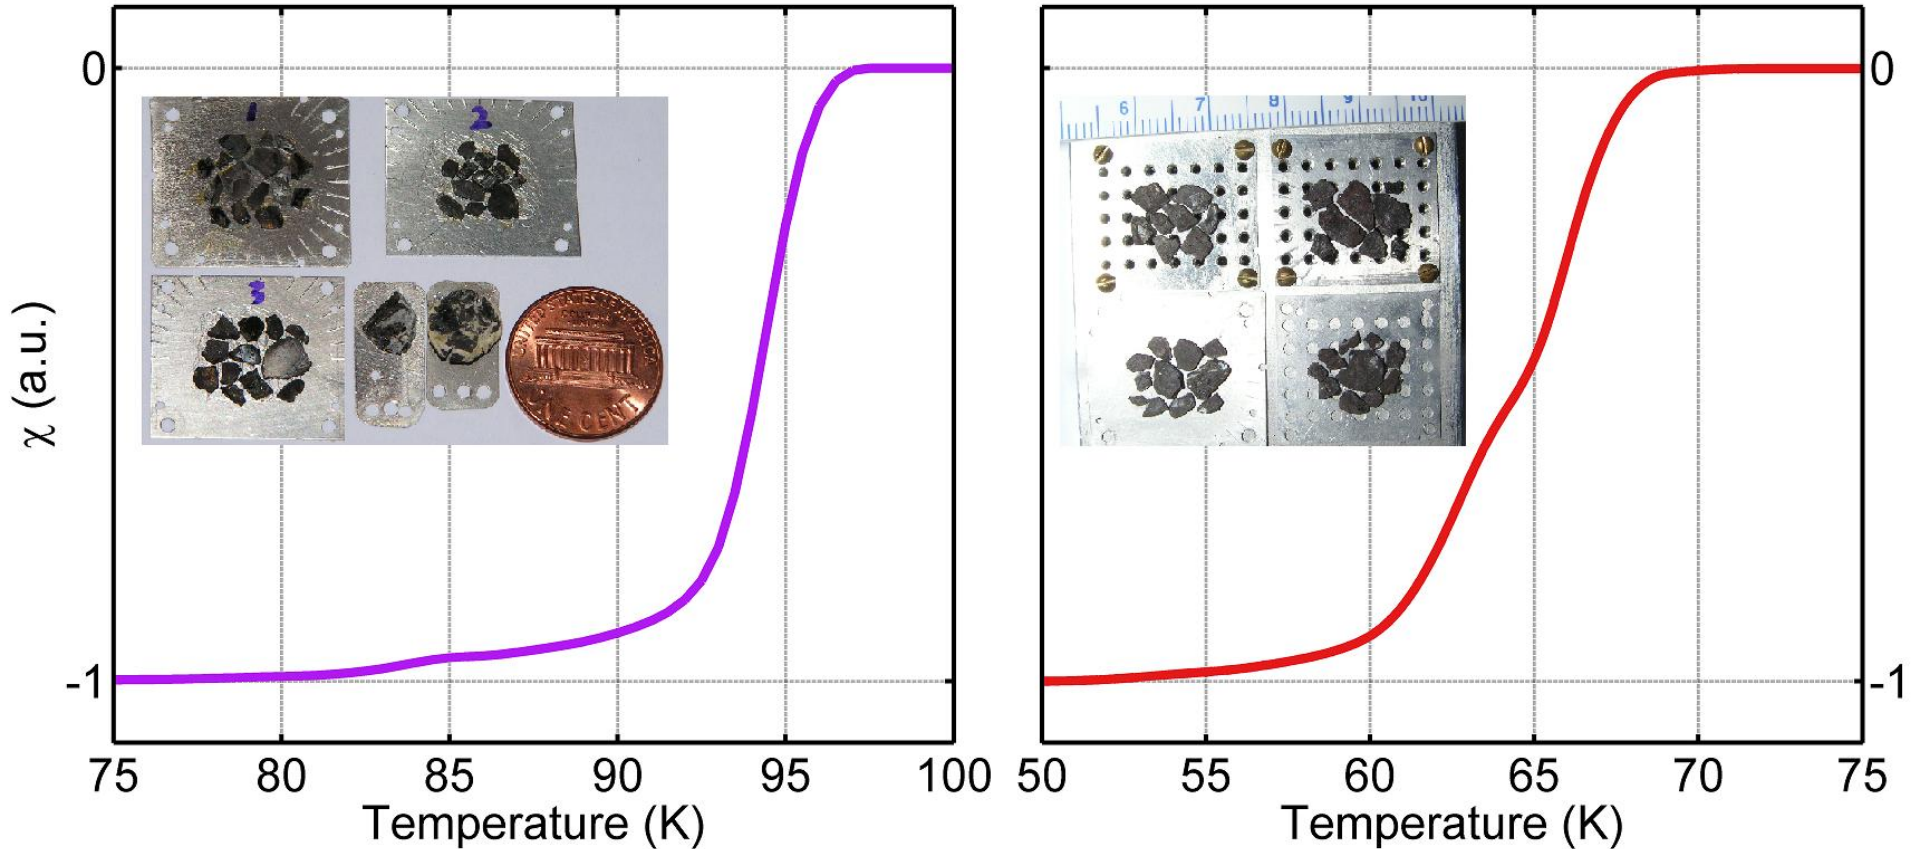 0
-1
χ (a.u.)
75 80 85 90 95 100
Temperature (K)
1
2
3
UNITED STATES OF AMERICA
ONE CENT
6 7 8 9 10
0
-1
50 55 60 65 70 75
Temperature (K)